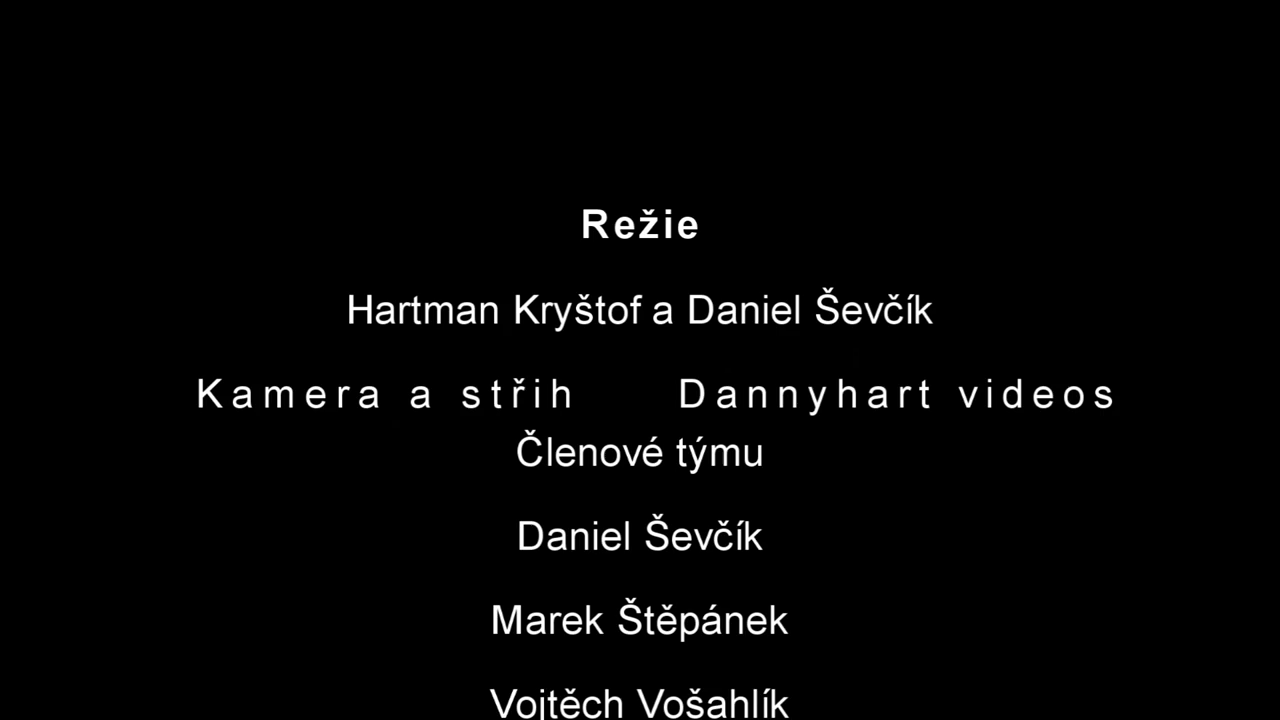 Režie
Hartman Kryštof a Daniel Ševčík
Kamera a střih Dannyhart videos
Členové týmu
Daniel Ševčík
Marek Štěpánek
Vojtěch Vošahlík